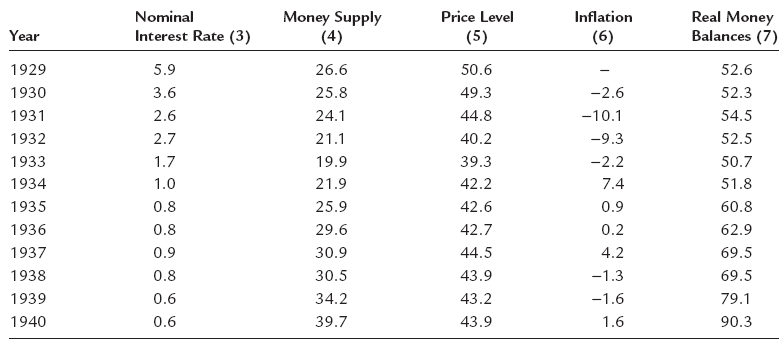 Nominal Money Supply Price Level Inflation Real Money
Year Interest Rate (3) (4) (5) (6) Balances (7)
1929 5.9 26.6 50.6 – 52.6
1930 3.6 25.8 49.3 −2.6 52.3
1931 2.6 24.1 44.8 −10.1 54.5
1932 2.7 21.1 40.2 −9.3 52.5
1933 1.7 19.9 39.3 −2.2 50.7
1934 1.0 21.9 42.2 7.4 51.8
1935 0.8 25.9 42.6 0.9 60.8
1936 0.8 29.6 42.7 0.2 62.9
1937 0.9 30.9 44.5 4.2 69.5
1938 0.8 30.5 43.9 −1.3 69.5
1939 0.6 34.2 43.2 −1.6 79.1
1940 0.6 39.7 43.9 1.6 90.3